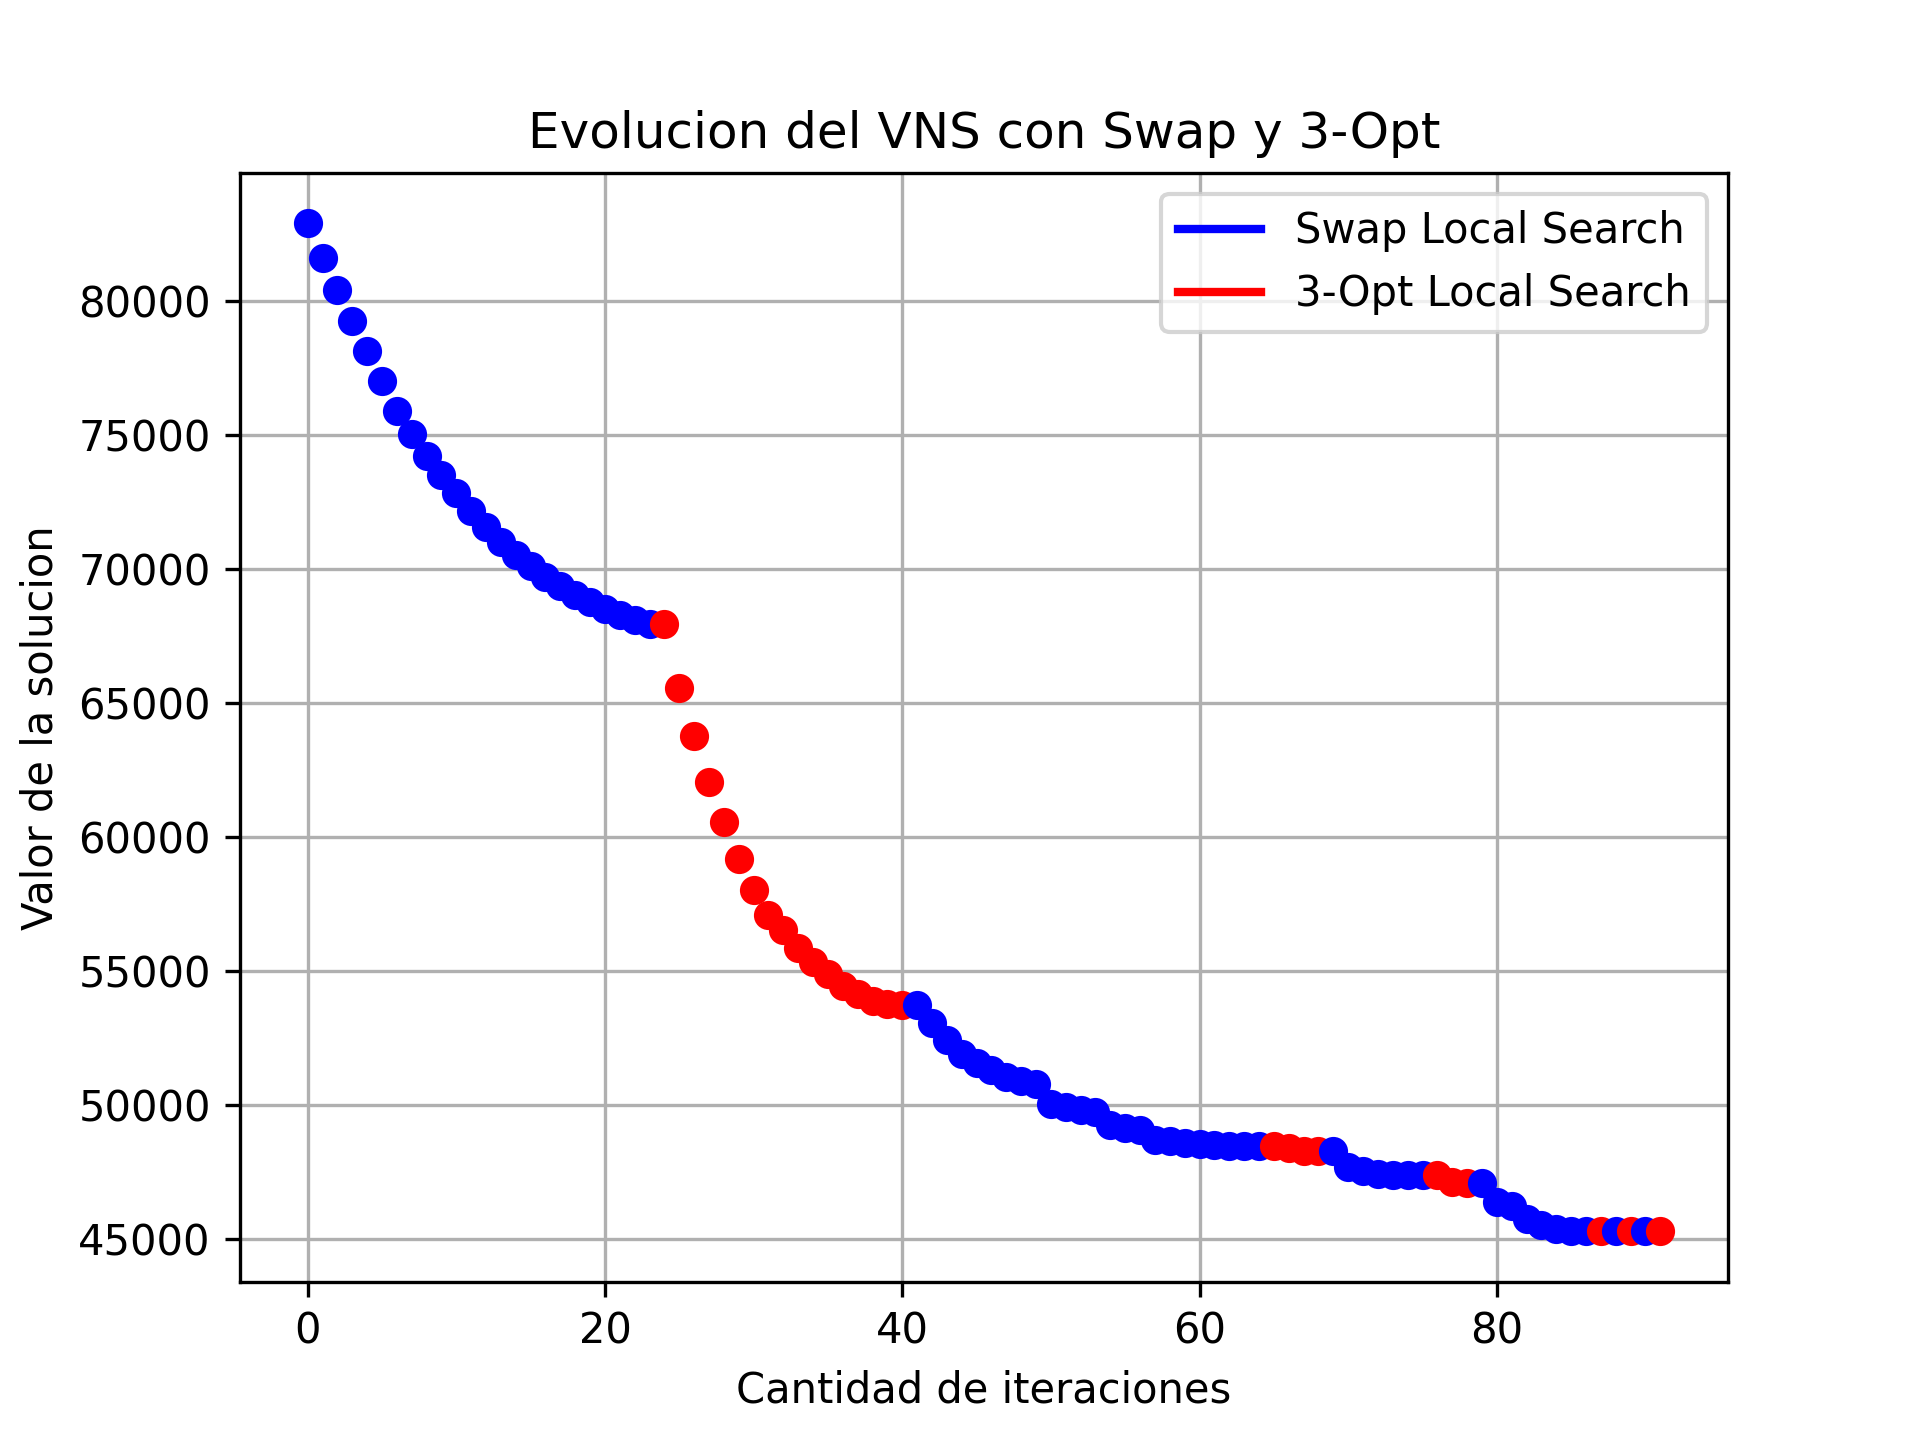 Evolucion del VNS con Swap y 3-Opt
Swap Local Search
3-Opt Local Search
Valor de la solucion
80000
75000
70000
65000
60000
55000
50000
45000
0 20 40 60 80
Cantidad de iteraciones